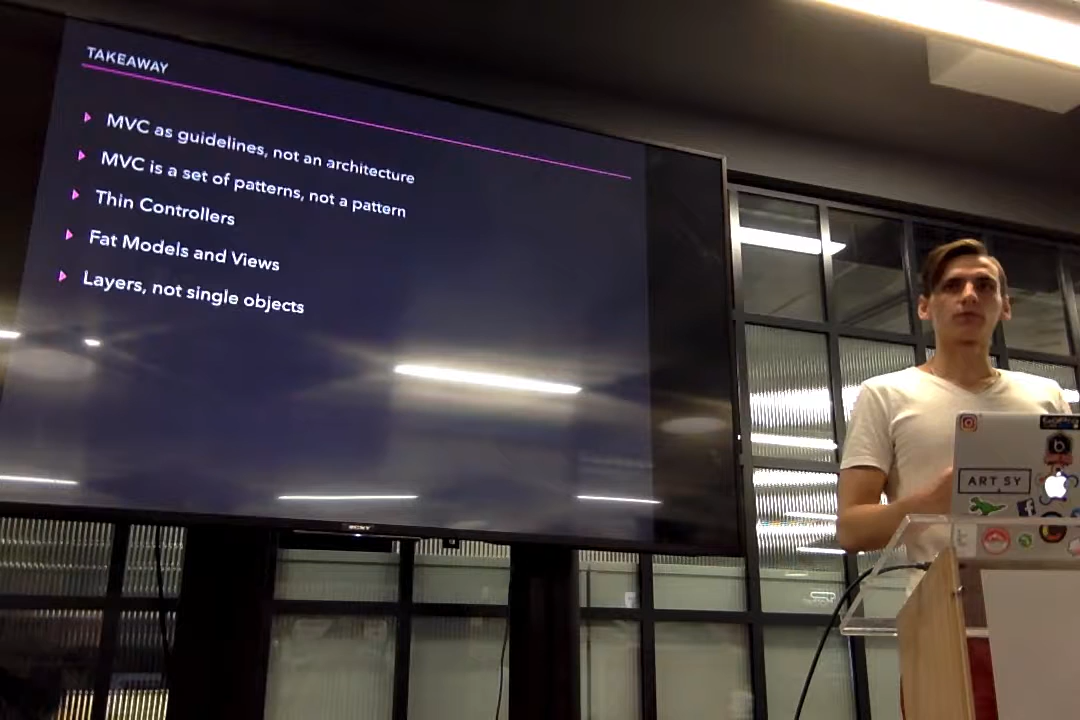 TAKEAWAY
MVC as guidelines, not an architecture
MVC is a set of patterns, not a pattern
Thin Controllers
Fat Models and Views
Layers, not single objects
SONY
GoPro
ART SY